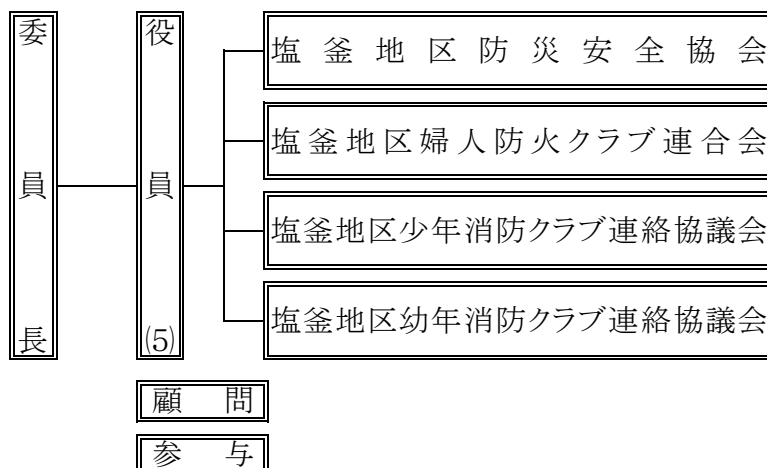 委員長
役員(5)
塩釜地区防災安全協会
塩釜地区婦人防火クラブ連合会
塩釜地区少年消防クラブ連絡協議会
塩釜地区幼年消防クラブ連絡協議会
顧問
参与